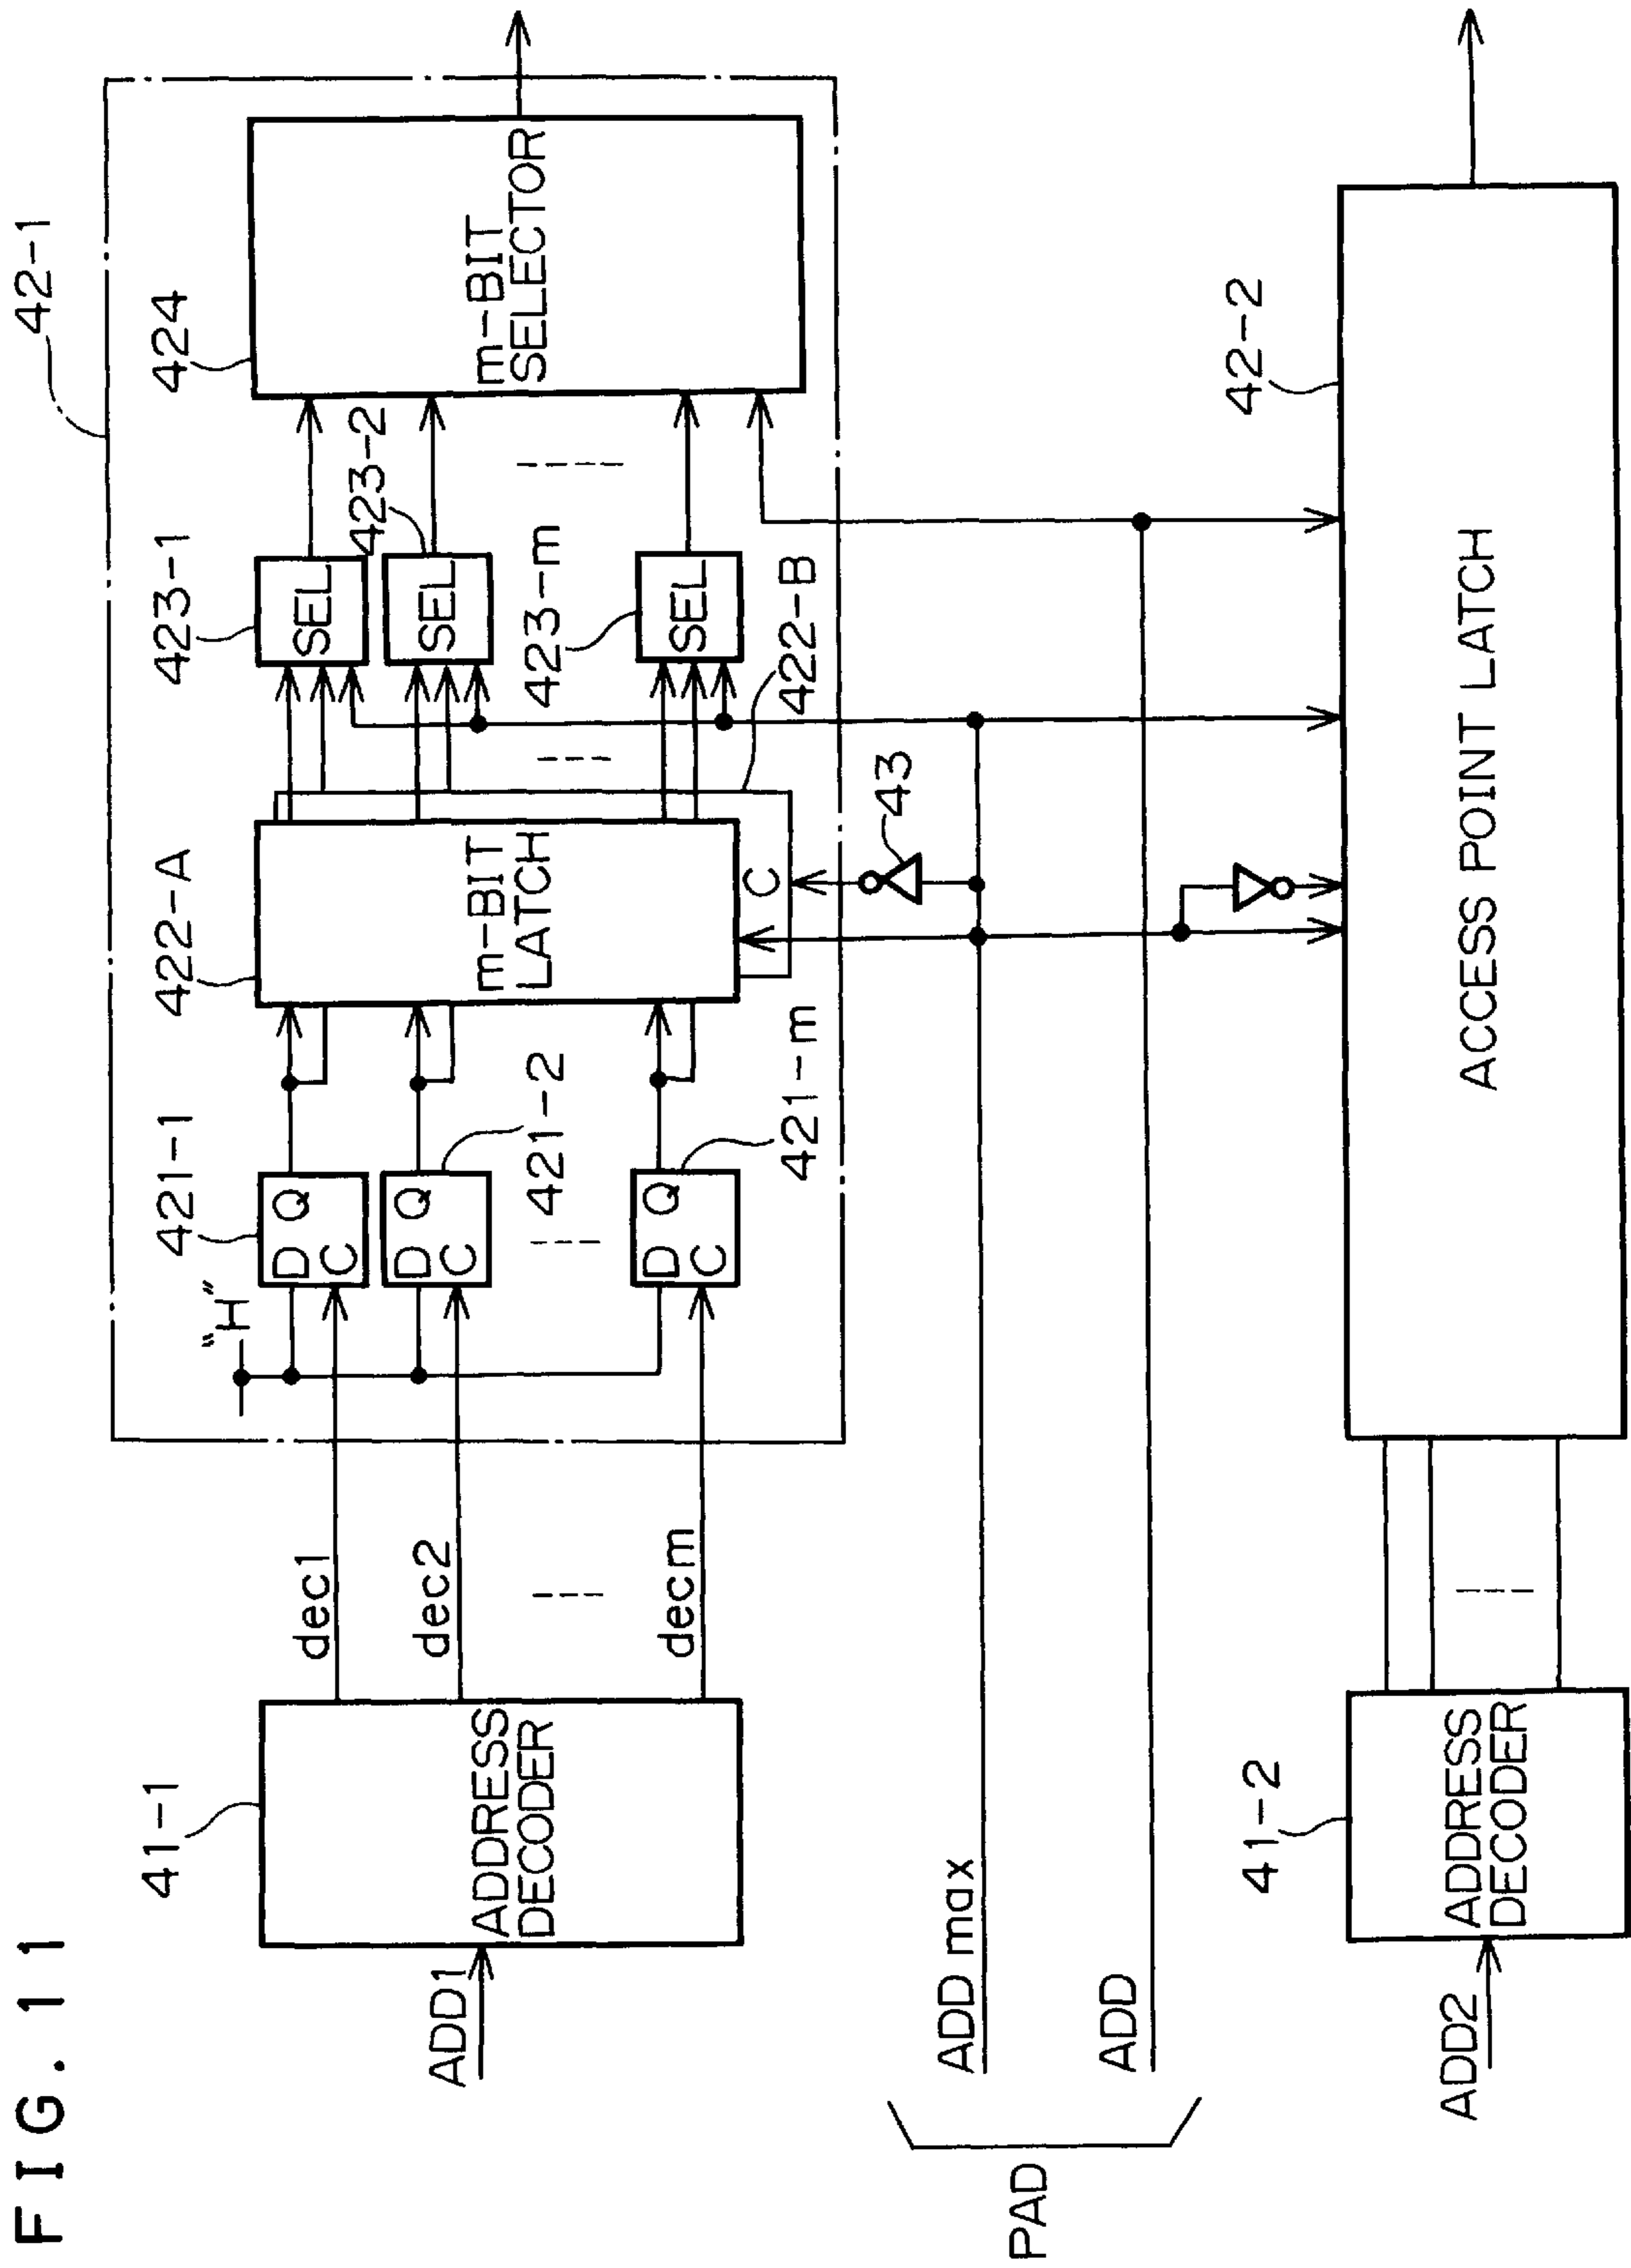 FIG. 11
42-1
41-1
ADD1
ADDRESS
DECODER
dec1
dec2
decm
"H"
421-1
D Q
C
D Q
C
421-2
D Q
C
421-m
422-A
m-BIT
LATCH
C
422-B
423-1
SEL
423-2
SEL
423-m
SEL
424
m-BIT
SELECTOR
43
PAD
ADD max
ADD
41-2
ADD2
ADDRESS
DECODER
42-2
ACCESS POINT LATCH